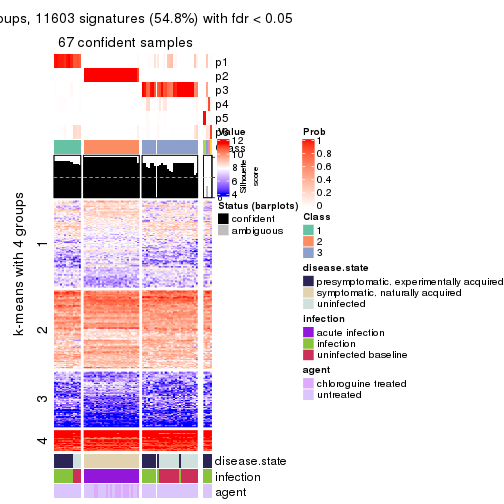 oups, 11603 signatures (54.8%) with fdr < 0.05
67 confident samples
p1
p2
p3
p4
p5
Value
12
10
8
6
4
Silhouette
score
Prob
1
0.8
0.6
0.4
0.2
0
Status (barplots)
confident
ambiguous
Class
1
2
3
disease.state
presymptomatic. experimentally acquired
symptomatic. naturally acquired
uninfected
infection
acute infection
infection
uninfected baseline
agent
chloroguine treated
untreated
k-means with 4 groups
1
2
3
4
disease.state
infection
agent